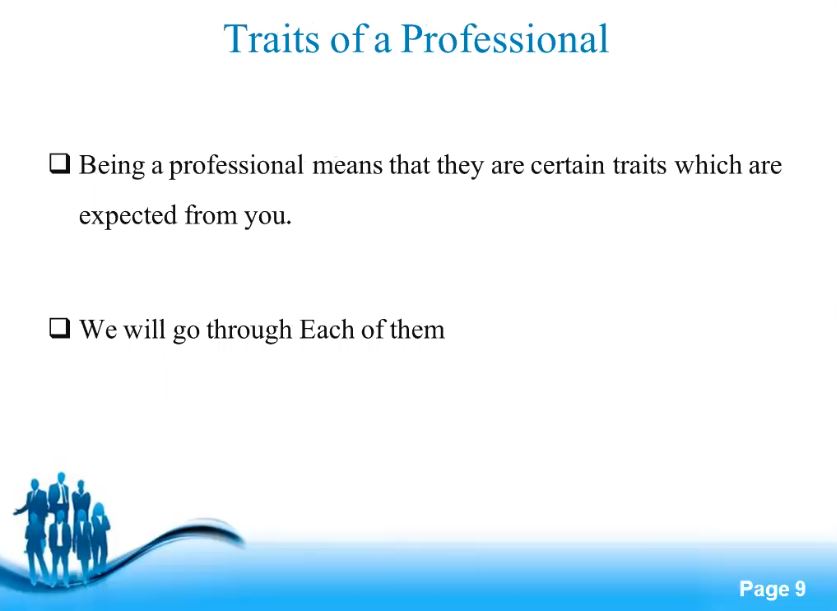 Traits of a Professional
❑ Being a professional means that they are certain traits which are
expected from you.
❑ We will go through Each of them
Page 9